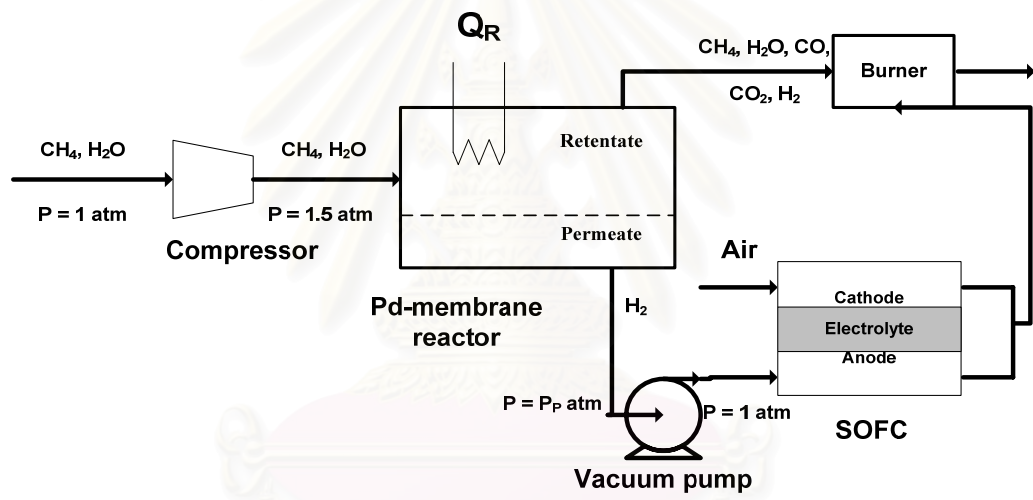 Q_R
CH₄, H₂O
P = 1 atm
Compressor
CH₄, H₂O
P = 1.5 atm
Retentate
Permeate
Pd-membrane
reactor
CH₄, H₂O, CO,
CO₂, H₂
Burner
H₂
P = P_P atm
Vacuum pump
P = 1 atm
Air
Cathode
Electrolyte
Anode
SOFC